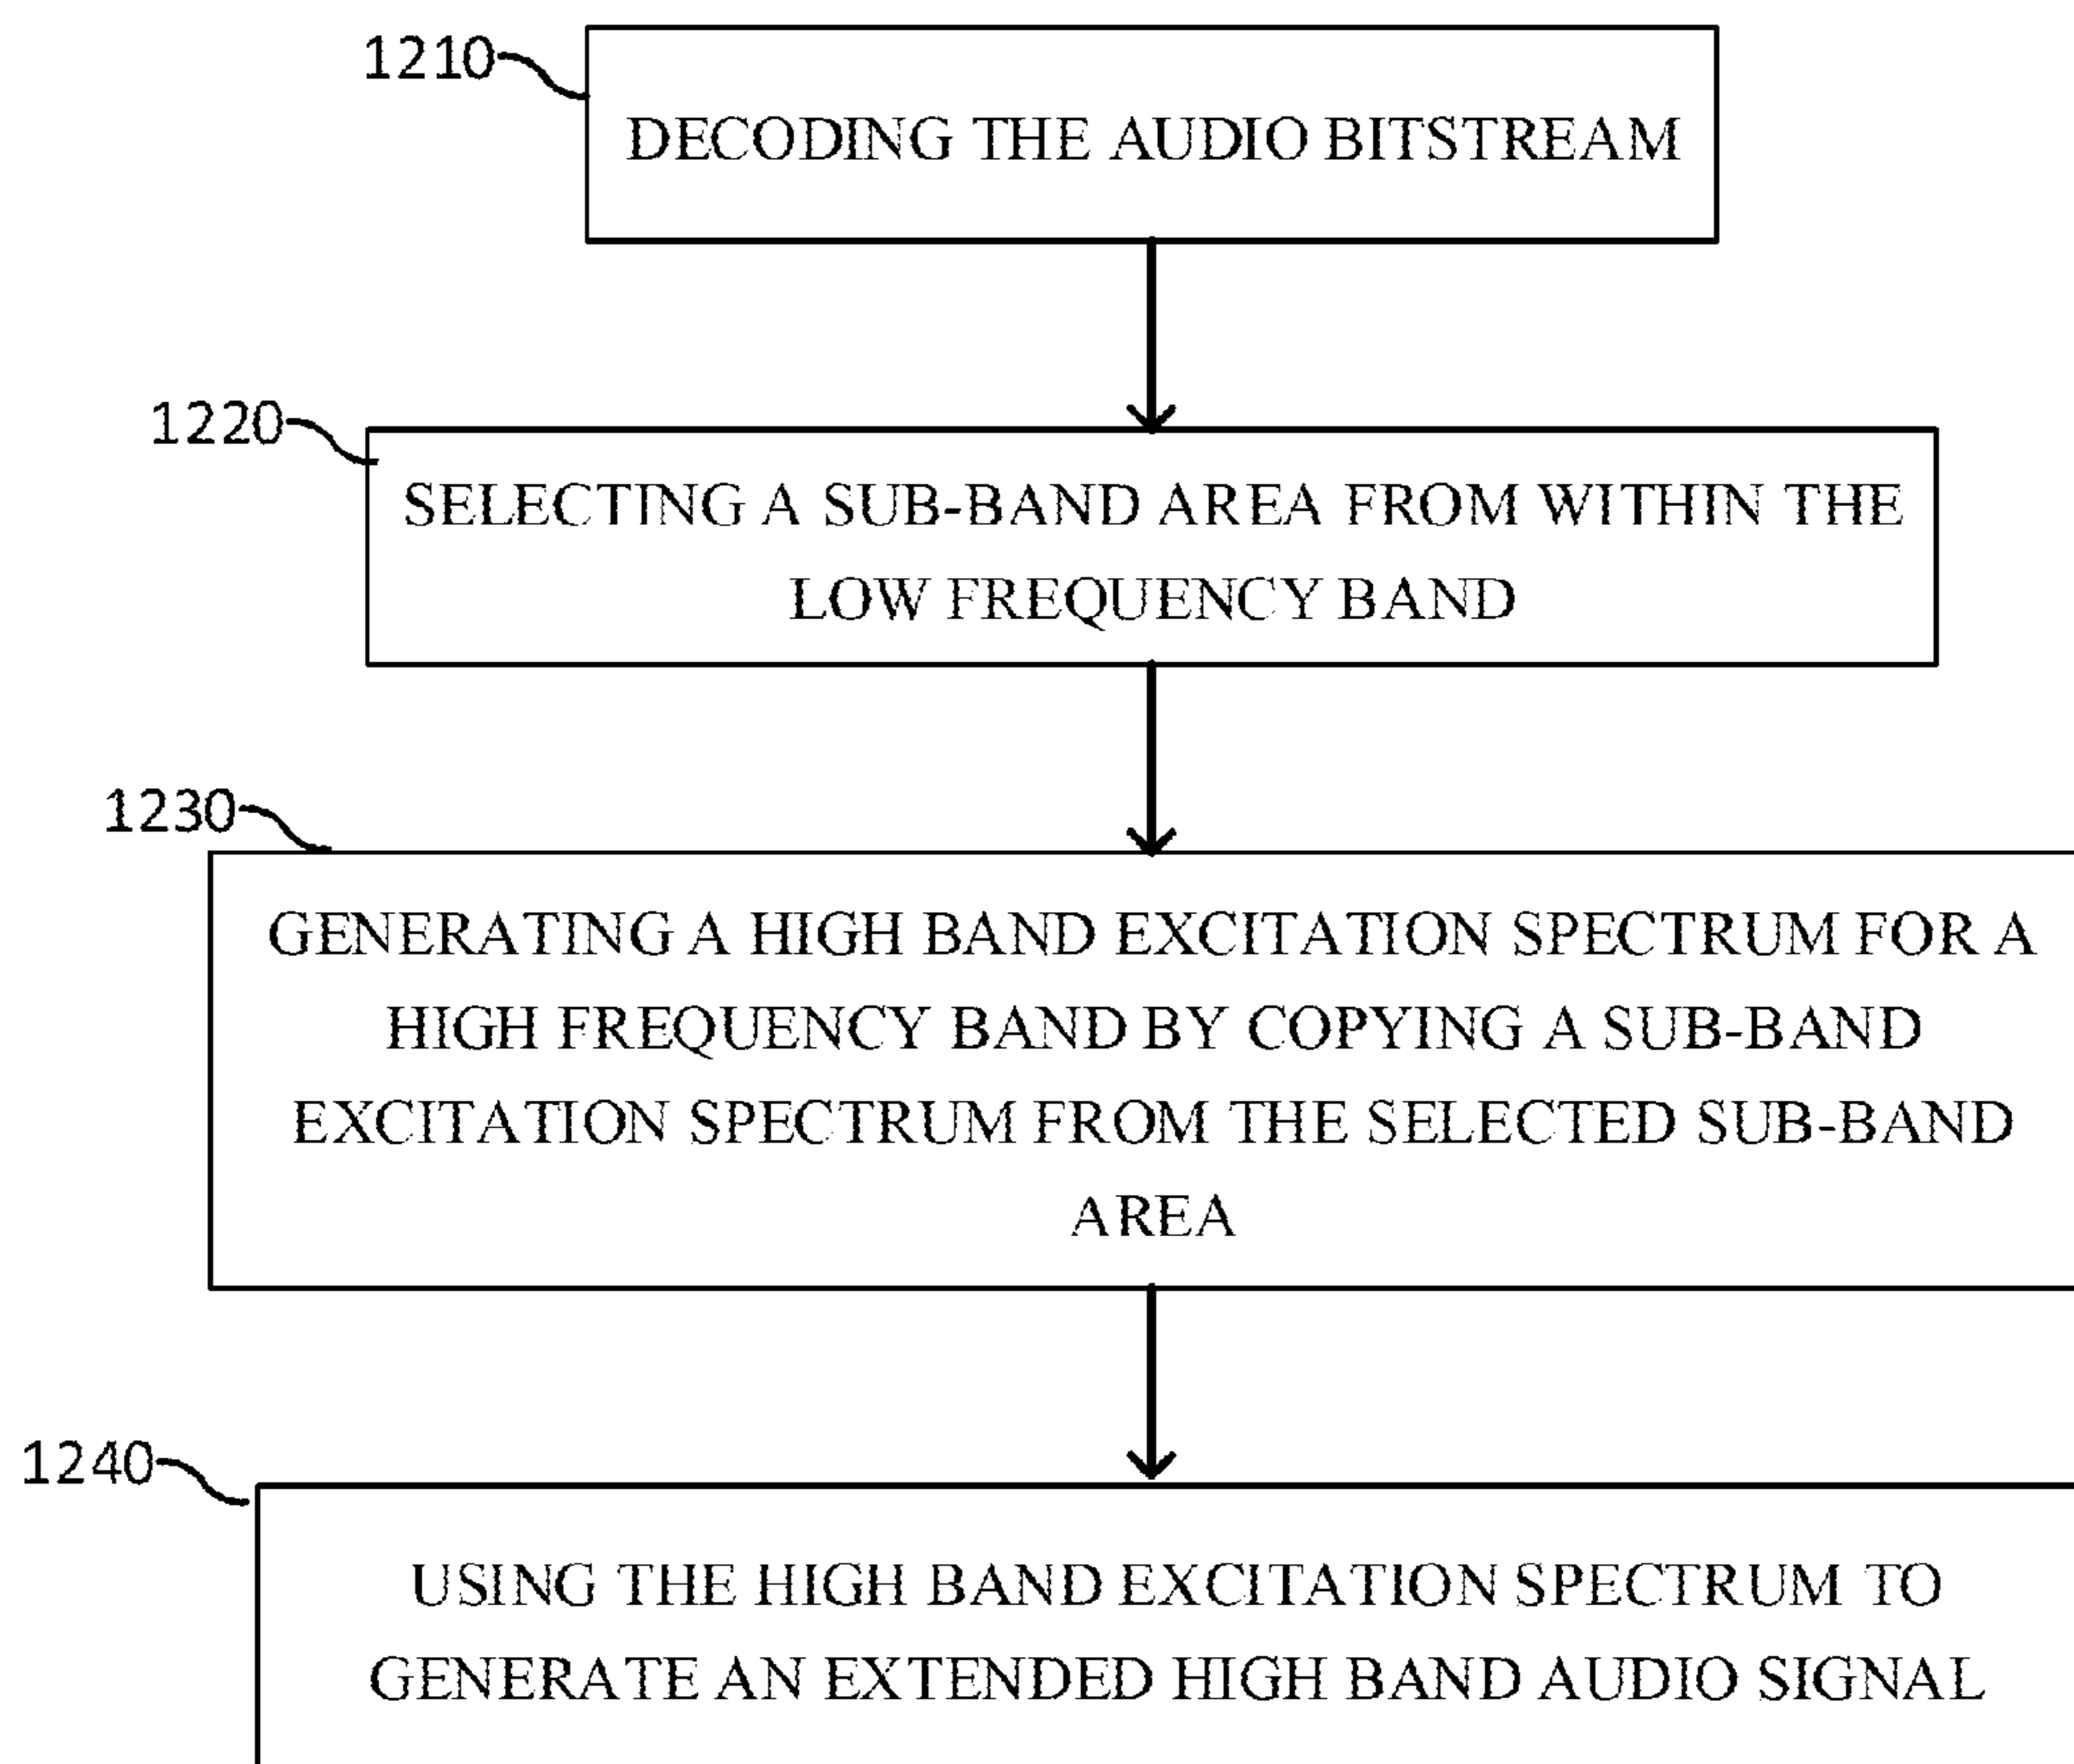 1210
DECODING THE AUDIO BITSTREAM
1220
SELECTING A SUB-BAND AREA FROM WITHIN THE
LOW FREQUENCY BAND
1230
GENERATING A HIGH BAND EXCITATION SPECTRUM FOR A
HIGH FREQUENCY BAND BY COPYING A SUB-BAND
EXCITATION SPECTRUM FROM THE SELECTED SUB-BAND
AREA
1240
USING THE HIGH BAND EXCITATION SPECTRUM TO
GENERATE AN EXTENDED HIGH BAND AUDIO SIGNAL